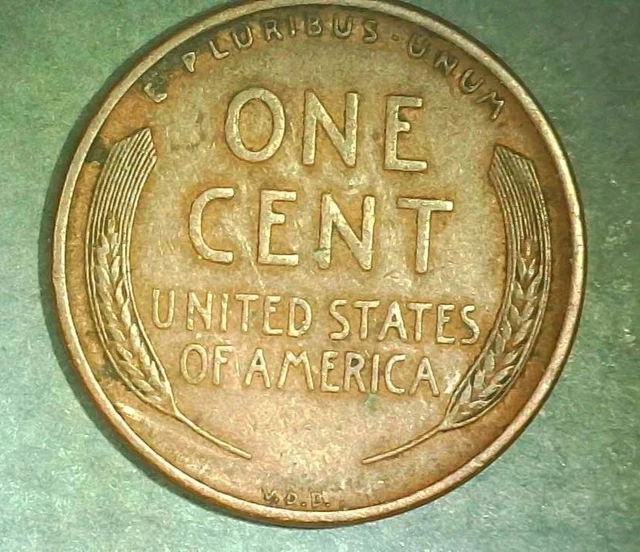 E·PLURIBUS·UNUM
ONE
CENT
UNITED STATES
OF AMERICA
V.D.B.